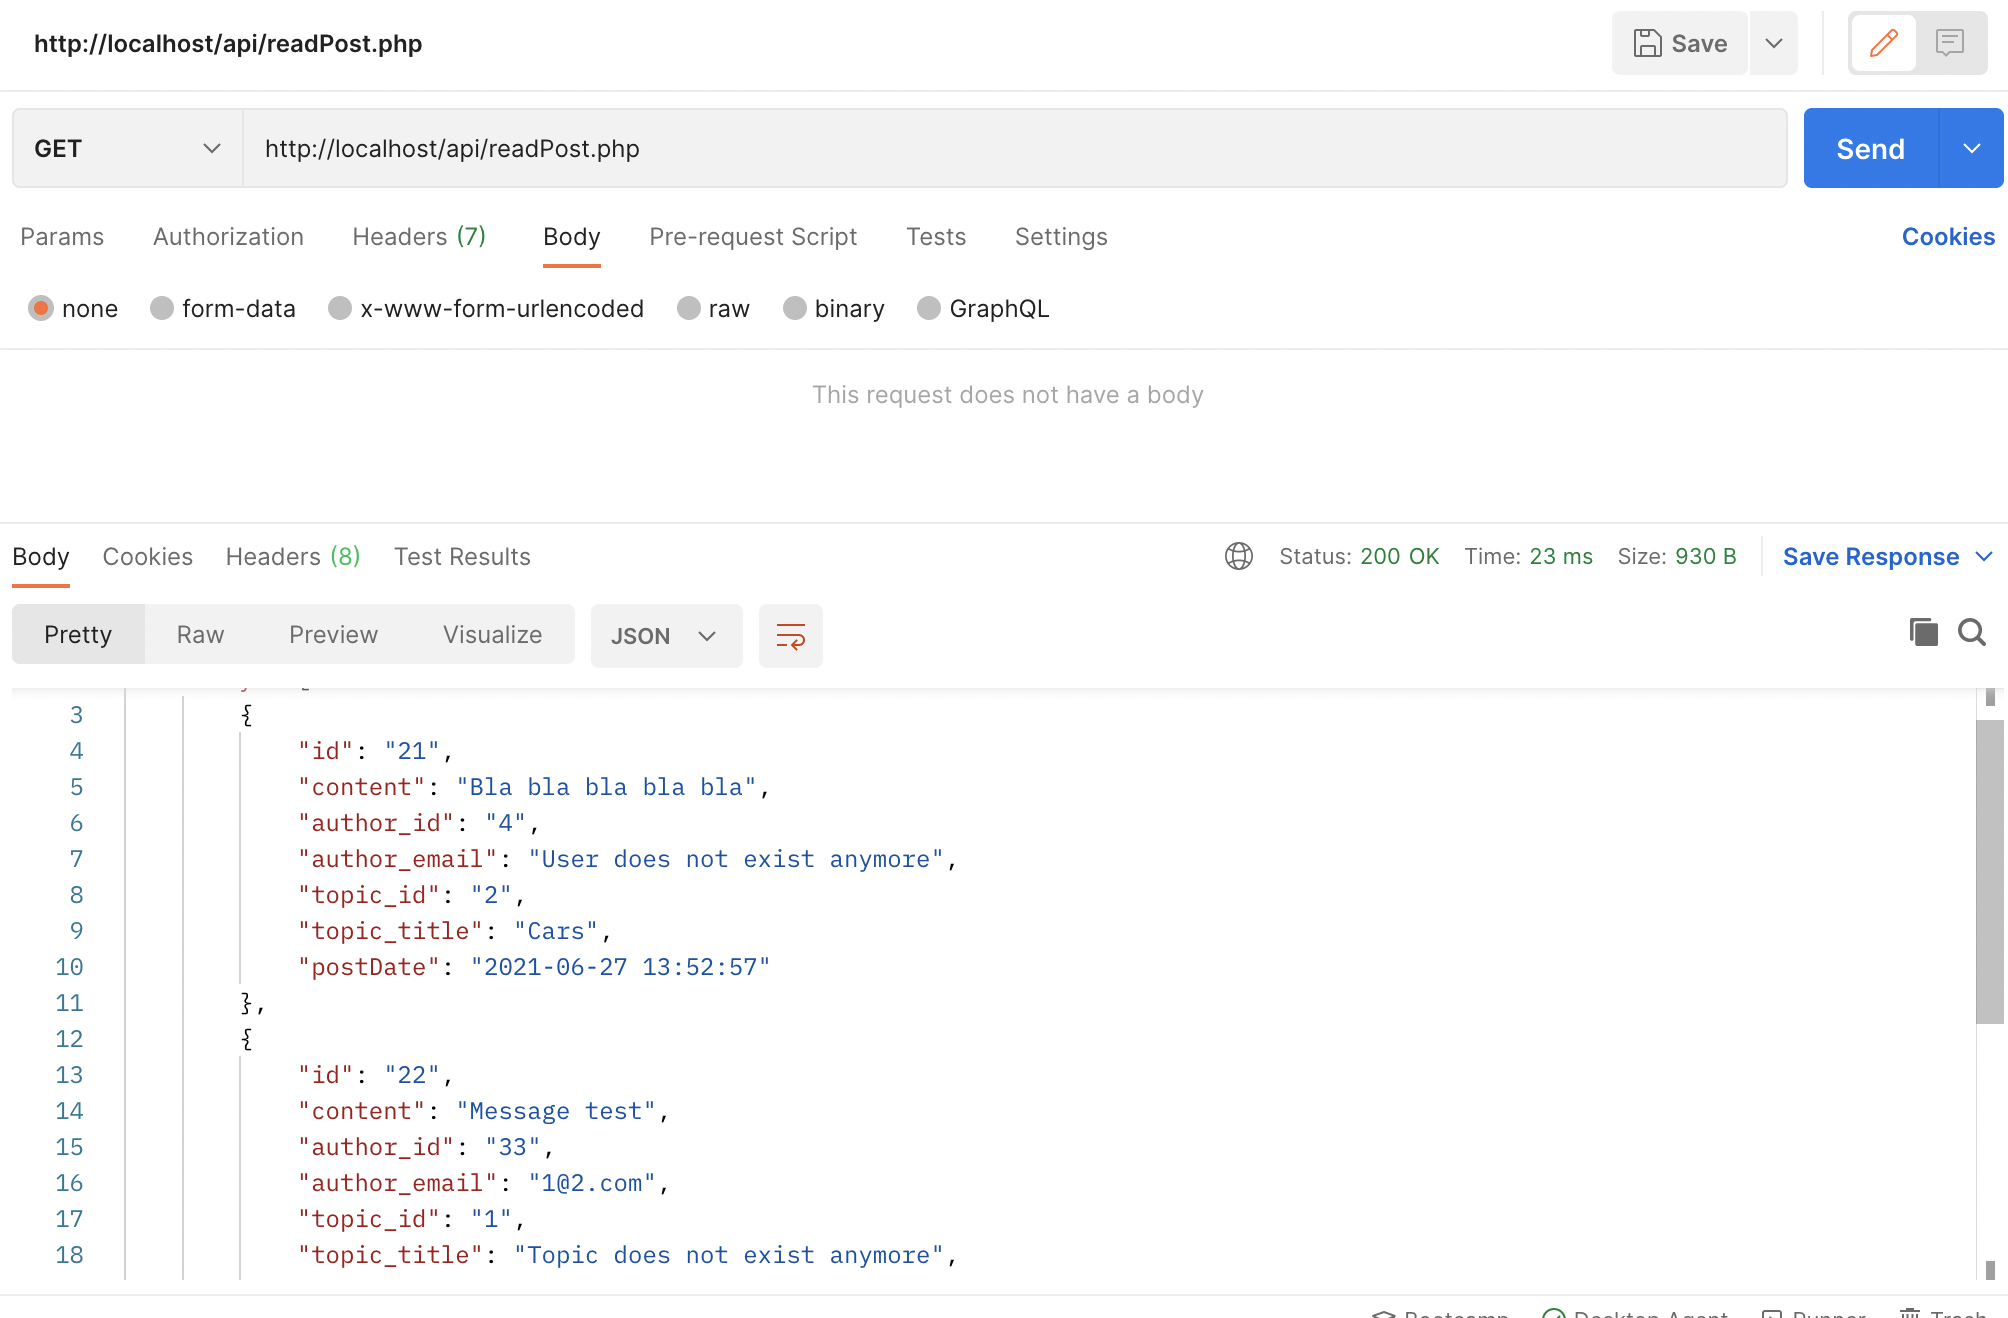 http://localhost/api/readPost.php
Save
GET http://localhost/api/readPost.php Send
Params Authorization Headers (7) Body Pre-request Script Tests Settings Cookies
none form-data x-www-form-urlencoded raw binary GraphQL
This request does not have a body
Body Cookies Headers (8) Test Results Status: 200 OK Time: 23 ms Size: 930 B Save Response
Pretty Raw Preview Visualize JSON
3 {
4 "id": "21",
5 "content": "Bla bla bla bla bla",
6 "author_id": "4",
7 "author_email": "User does not exist anymore",
8 "topic_id": "2",
9 "topic_title": "Cars",
10 "postDate": "2021-06-27 13:52:57"
11 },
12 {
13 "id": "22",
14 "content": "Message test",
15 "author_id": "33",
16 "author_email": "1@2.com",
17 "topic_id": "1",
18 "topic_title": "Topic does not exist anymore",
Bootcamp Desktop Agent Runner Trash